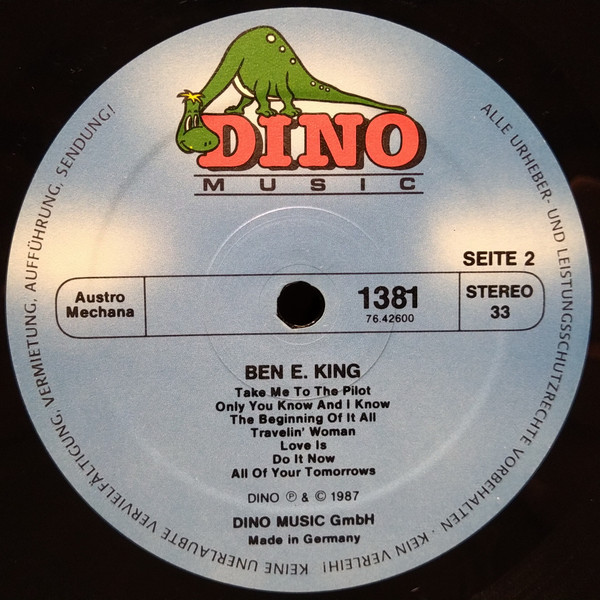 DINO
MUSIC
SEITE 2
Austro
Mechana
1381
76.42600
STEREO
33
BEN E. KING
Take Me To The Pilot
Only You Know And I Know
The Beginning Of It All
Travelin' Woman
Love Is
Do It Now
All Of Your Tomorrows
DINO ℗ & © 1987
DINO MUSIC GmbH
Made in Germany
ALLE URHEBER- UND LEISTUNGSSCHUTZRECHTE VORBEHALTEN · KEIN VERLEIH! KEINE UNERLAUBTE VERVIELFÄLTIGUNG, VERMIETUNG, AUFFÜHRUNG, SENDUNG!